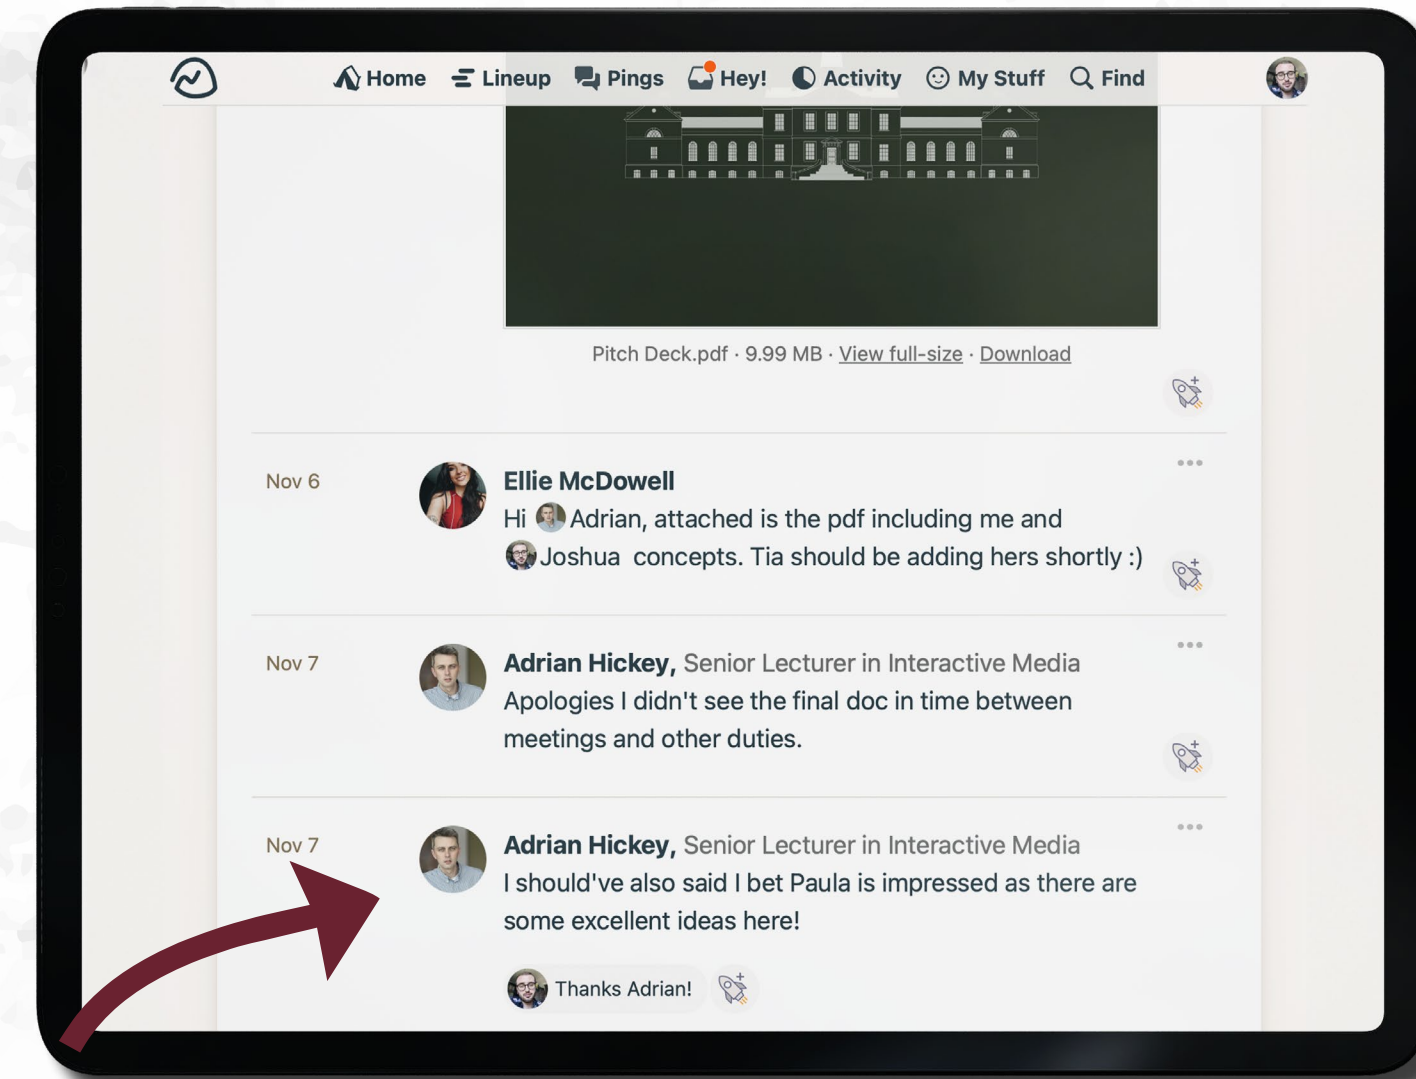 Home Lineup Pings Hey! Activity My Stuff Find
Pitch Deck.pdf · 9.99 MB · View full-size · Download
Nov 6
Ellie McDowell
Hi Adrian, attached is the pdf including me and
Joshua concepts. Tia should be adding hers shortly :)
Nov 7
Adrian Hickey, Senior Lecturer in Interactive Media
Apologies I didn't see the final doc in time between
meetings and other duties.
Nov 7
Adrian Hickey, Senior Lecturer in Interactive Media
I should've also said I bet Paula is impressed as there are
some excellent ideas here!
Thanks Adrian!